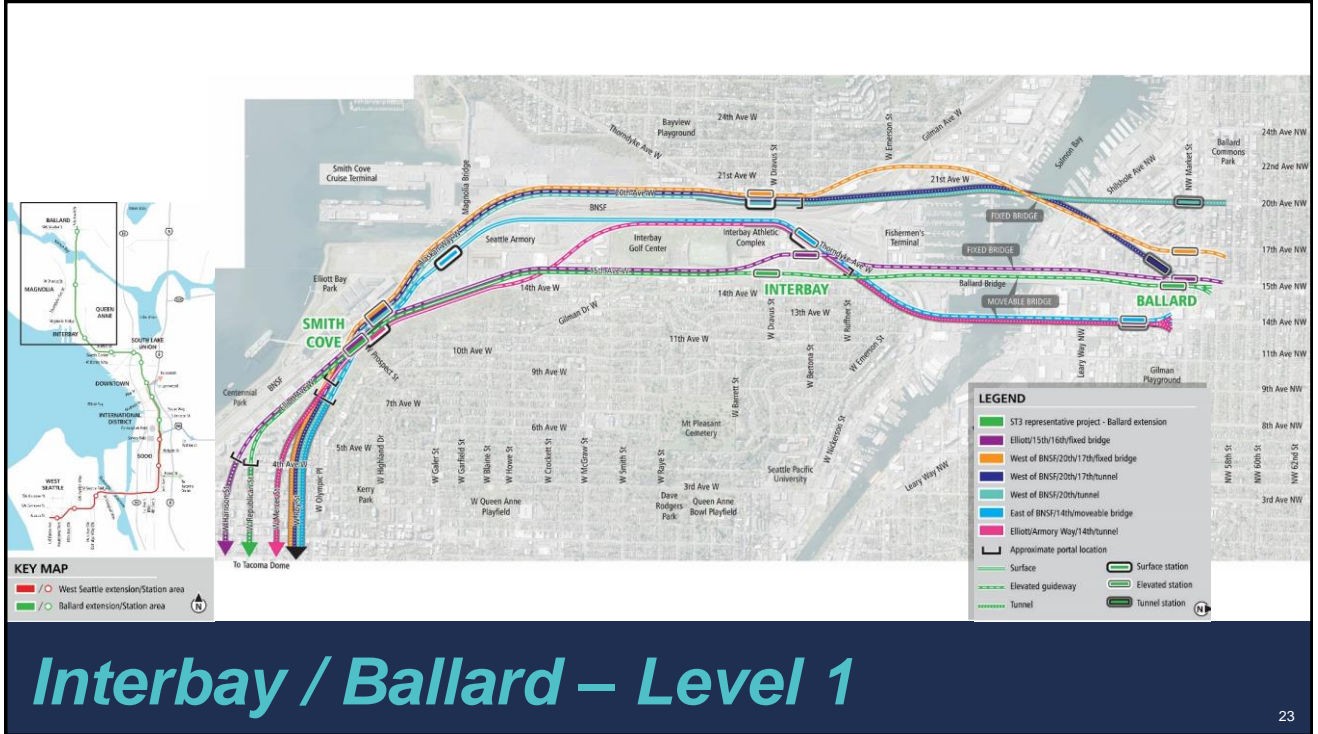 24th Ave W
Bayview
Playground
Thorndyke Ave W
W Emerson St
Gilman Ave W
Salmon Bay
Shilshole Ave NW
NW Market St
24th Ave NW
Ballard
Commons
Park
22nd Ave NW
Smith Cove
Cruise Terminal
Magnolia Bridge
21st Ave W
W Dravus St
21st Ave W
20th Ave W
20th Ave NW
BNSF
FIXED BRIDGE
Seattle Armory
Interbay
Golf Center
Interbay Athletic
Complex
Thorndyke Ave W
Fishermen's
Terminal
FIXED BRIDGE
17th Ave NW
Elliott Bay
Park
15th Ave W
14th Ave W
14th Ave W
INTERBAY
Ballard Bridge
MOVEABLE BRIDGE
BALLARD
15th Ave NW
SMITH
COVE
Gilman Dr W
W Dravus St
13th Ave W
W Ruffner St
14th Ave NW
W Prospect St
10th Ave W
11th Ave W
W Emerson St
Leary Way NW
11th Ave NW
BNSF
9th Ave W
W Bertona St
Gilman
Playground
Centennial
Park
7th Ave W
W Barrett St
9th Ave NW
6th Ave W
Mt Pleasant
Cemetery
W Nickerson St
8th Ave NW
5th Ave W
4th Ave W
W Highland Dr
W Galer St
W Garfield St
W Blaine St
W Howe St
W Crockett St
W McGraw St
W Smith St
W Raye St
Seattle Pacific
University
Leary Way NW
NW 58th St
NW 60th St
NW 62nd St
W Olympic Pl
Kerry
Park
W Queen Anne
Playfield
3rd Ave W
Dave
Rodgers
Park
Queen Anne
Bowl Playfield
3rd Ave NW
W Harrison St
W Republican St
W Mercer St
To Tacoma Dome
BALLARD
MAGNOLIA
QUEEN
ANNE
INTERBAY
SOUTH LAKE
UNION
DOWNTOWN
INTERNATIONAL
DISTRICT
SODO
WEST
SEATTLE
KEY MAP
West Seattle extension/Station area
Ballard extension/Station area
N
LEGEND
ST3 representative project - Ballard extension
Elliott/15th/16th/fixed bridge
West of BNSF/20th/17th/fixed bridge
West of BNSF/20th/17th/tunnel
West of BNSF/20th/tunnel
East of BNSF/14th/moveable bridge
Elliott/Armory Way/14th/tunnel
Approximate portal location
Surface
Surface station
Elevated guideway
Elevated station
Tunnel
Tunnel station
N
Interbay / Ballard – Level 1
23